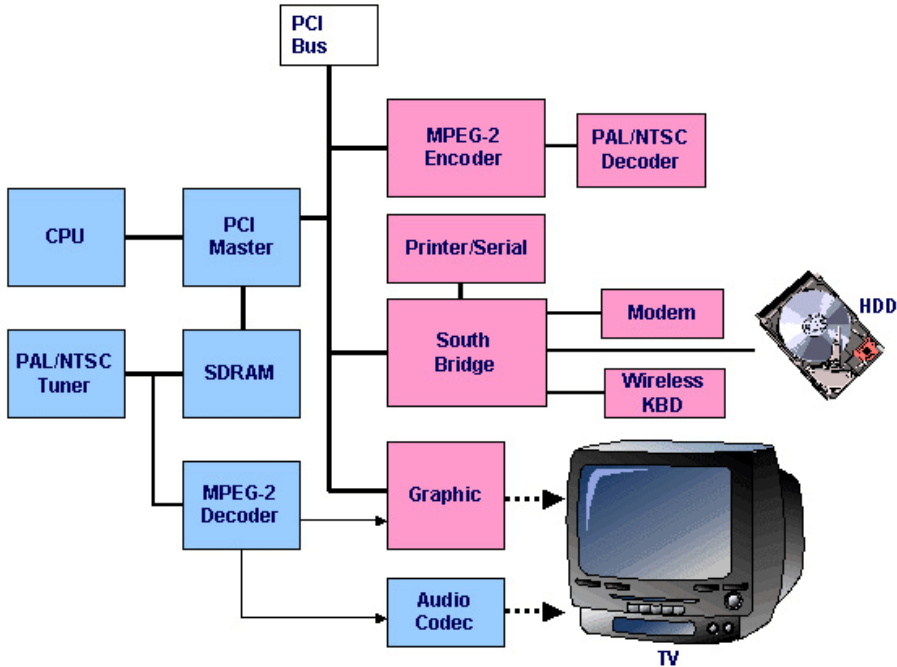 PCI
Bus
MPEG-2
Encoder
PAL/NTSC
Decoder
CPU
PCI
Master
Printer/Serial
HDD
Modem
South
Bridge
PAL/NTSC
Tuner
SDRAM
Wireless
KBD
MPEG-2
Decoder
Graphic
Audio
Codec
TV